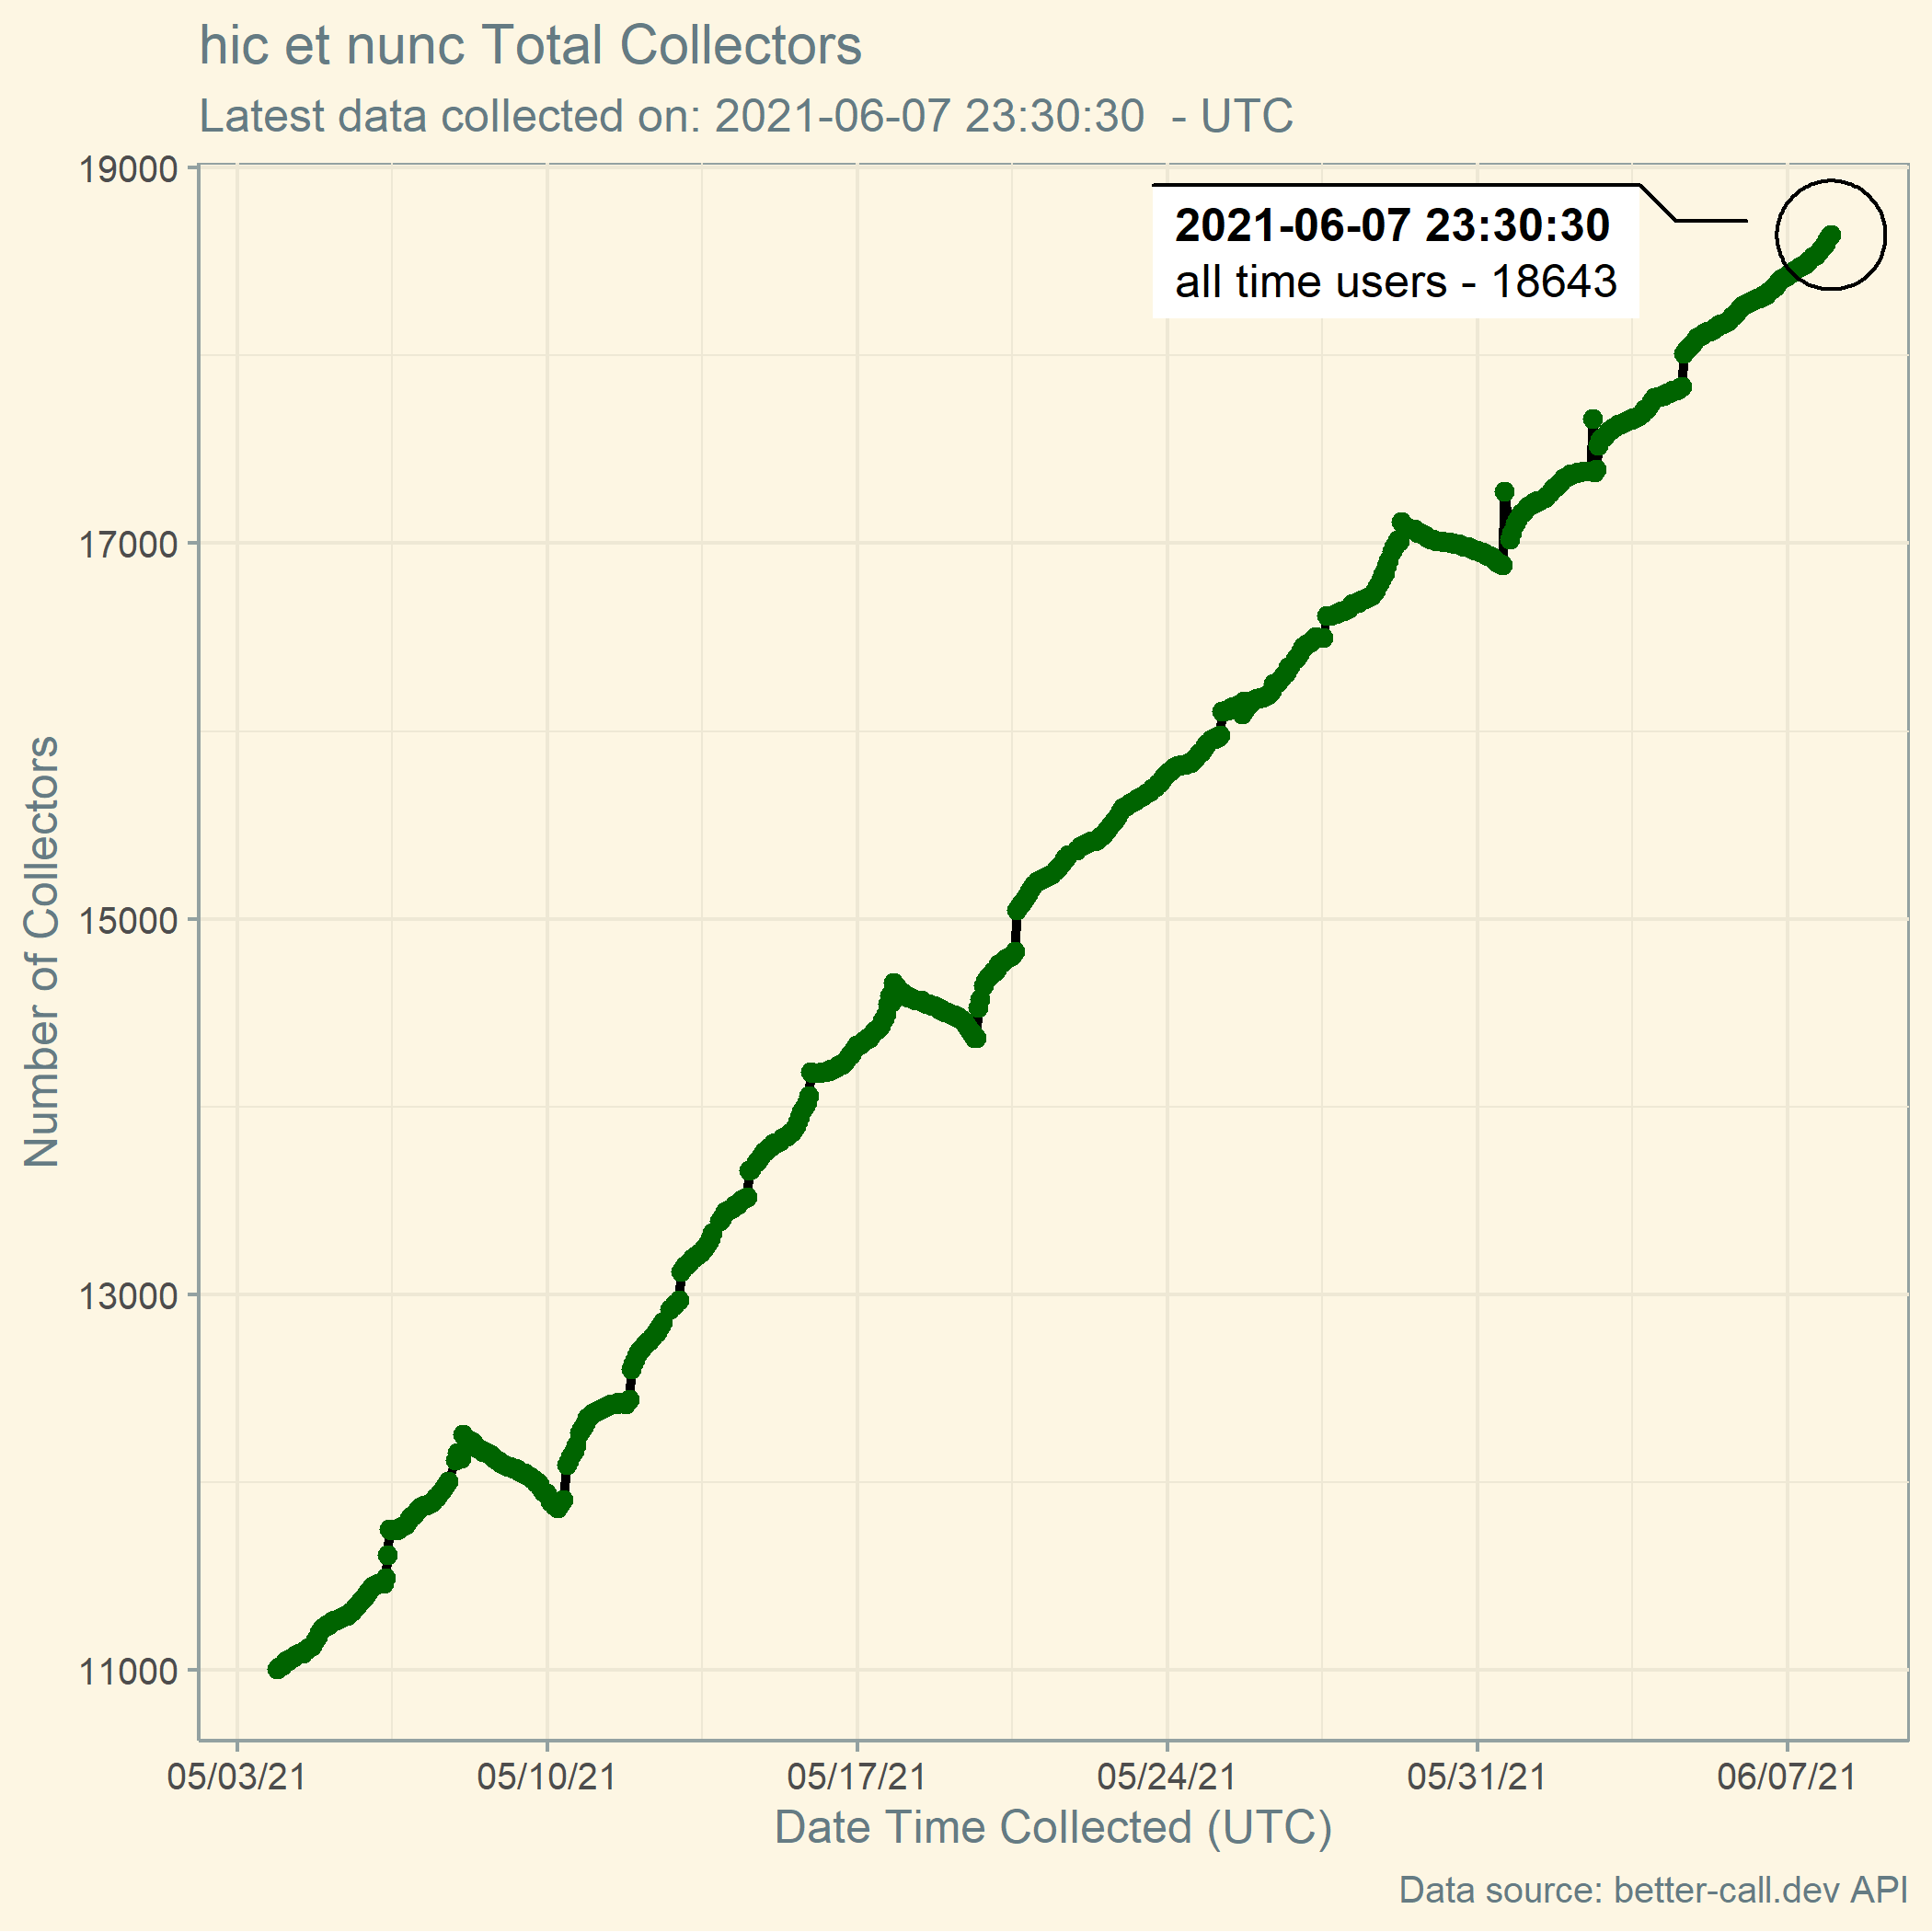 hic et nunc Total Collectors
Latest data collected on: 2021-06-07 23:30:30  - UTC
19000
2021-06-07 23:30:30
all time users - 18643
17000
15000
13000
11000
Number of Collectors
05/03/21 05/10/21 05/17/21 05/24/21 05/31/21 06/07/21
Date Time Collected (UTC)
Data source: better-call.dev API